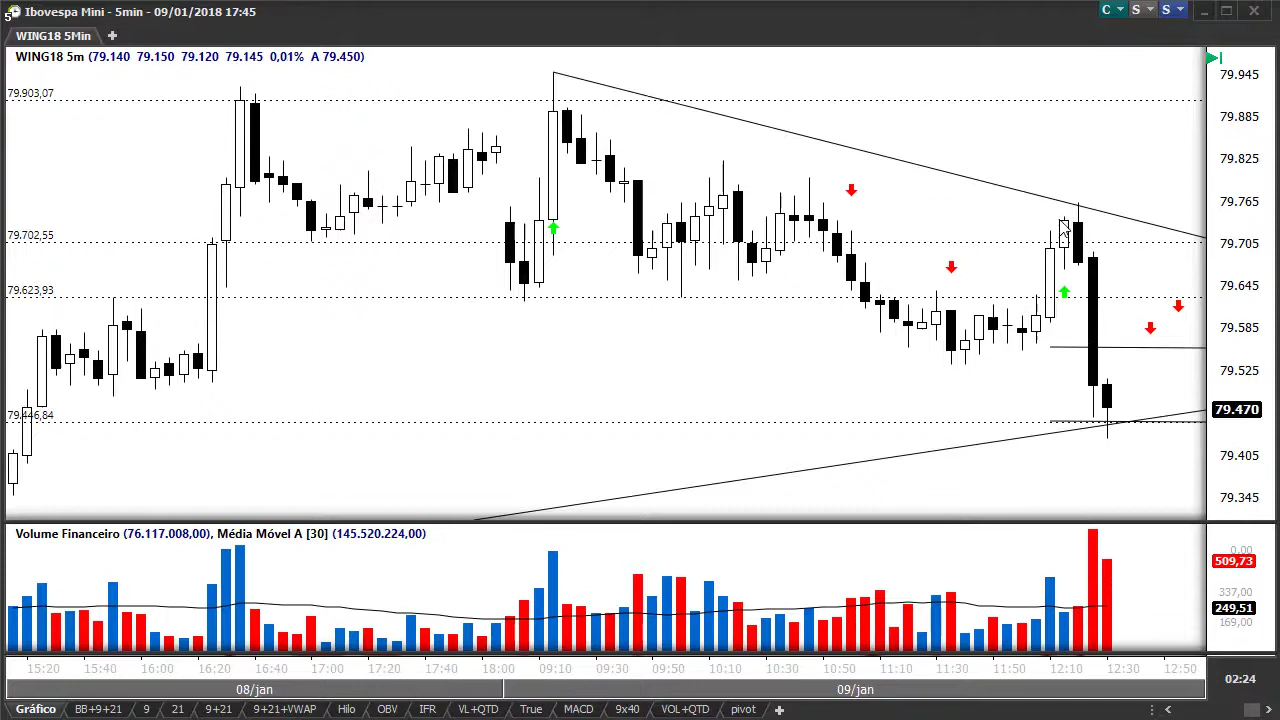 Ibovespa Mini - 5min - 09/01/2018 17:45
C S S
WING18 5Min
WING18 5m (79.140 79.150 79.120 79.145 0,01% A 79.450)
79.903,07
79.702,55
79.623,93
79.446,84
79.945
79.885
79.825
79.765
79.705
79.645
79.585
79.525
79.470
79.405
79.345
Volume Financeiro (76.117.008,00), Média Móvel A [30] (145.520.224,00)
0,00
509,73
337,00
249,51
169,00
15:20 15:40 16:00 16:20 16:40 17:00 17:20 17:40 18:00 09:10 09:30 09:50 10:10 10:30 10:50 11:10 11:30 11:50 12:10 12:30 12:50
02:24
08/jan 09/jan
Gráfico BB+9+21 9 21 9+21 9+21+VWAP Hilo OBV IFR VL+QTD True MACD 9x40 VOL+QTD pivot